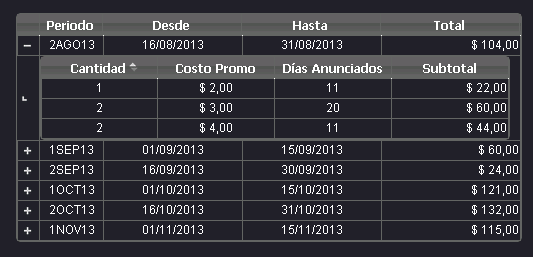 Periodo Desde Hasta Total
2AGO13 16/08/2013 31/08/2013 $ 104,00
Cantidad Costo Promo Días Anunciados Subtotal
1 $ 2,00 11 $ 22,00
2 $ 3,00 20 $ 60,00
2 $ 4,00 11 $ 44,00
1SEP13 01/09/2013 15/09/2013 $ 60,00
2SEP13 16/09/2013 30/09/2013 $ 24,00
1OCT13 01/10/2013 15/10/2013 $ 121,00
2OCT13 16/10/2013 31/10/2013 $ 132,00
1NOV13 01/11/2013 15/11/2013 $ 115,00